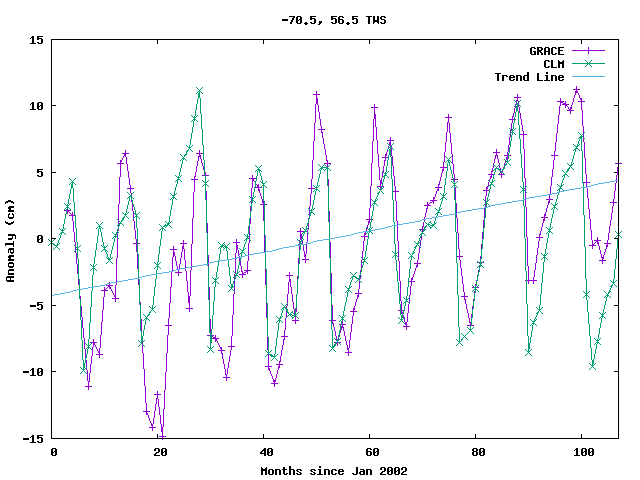 -70.5, 56.5 TWS
GRACE
CLM
Trend Line
15
10
5
0
-5
-10
-15
Anomaly (cm)
0 20 40 60 80 100
Months since Jan 2002